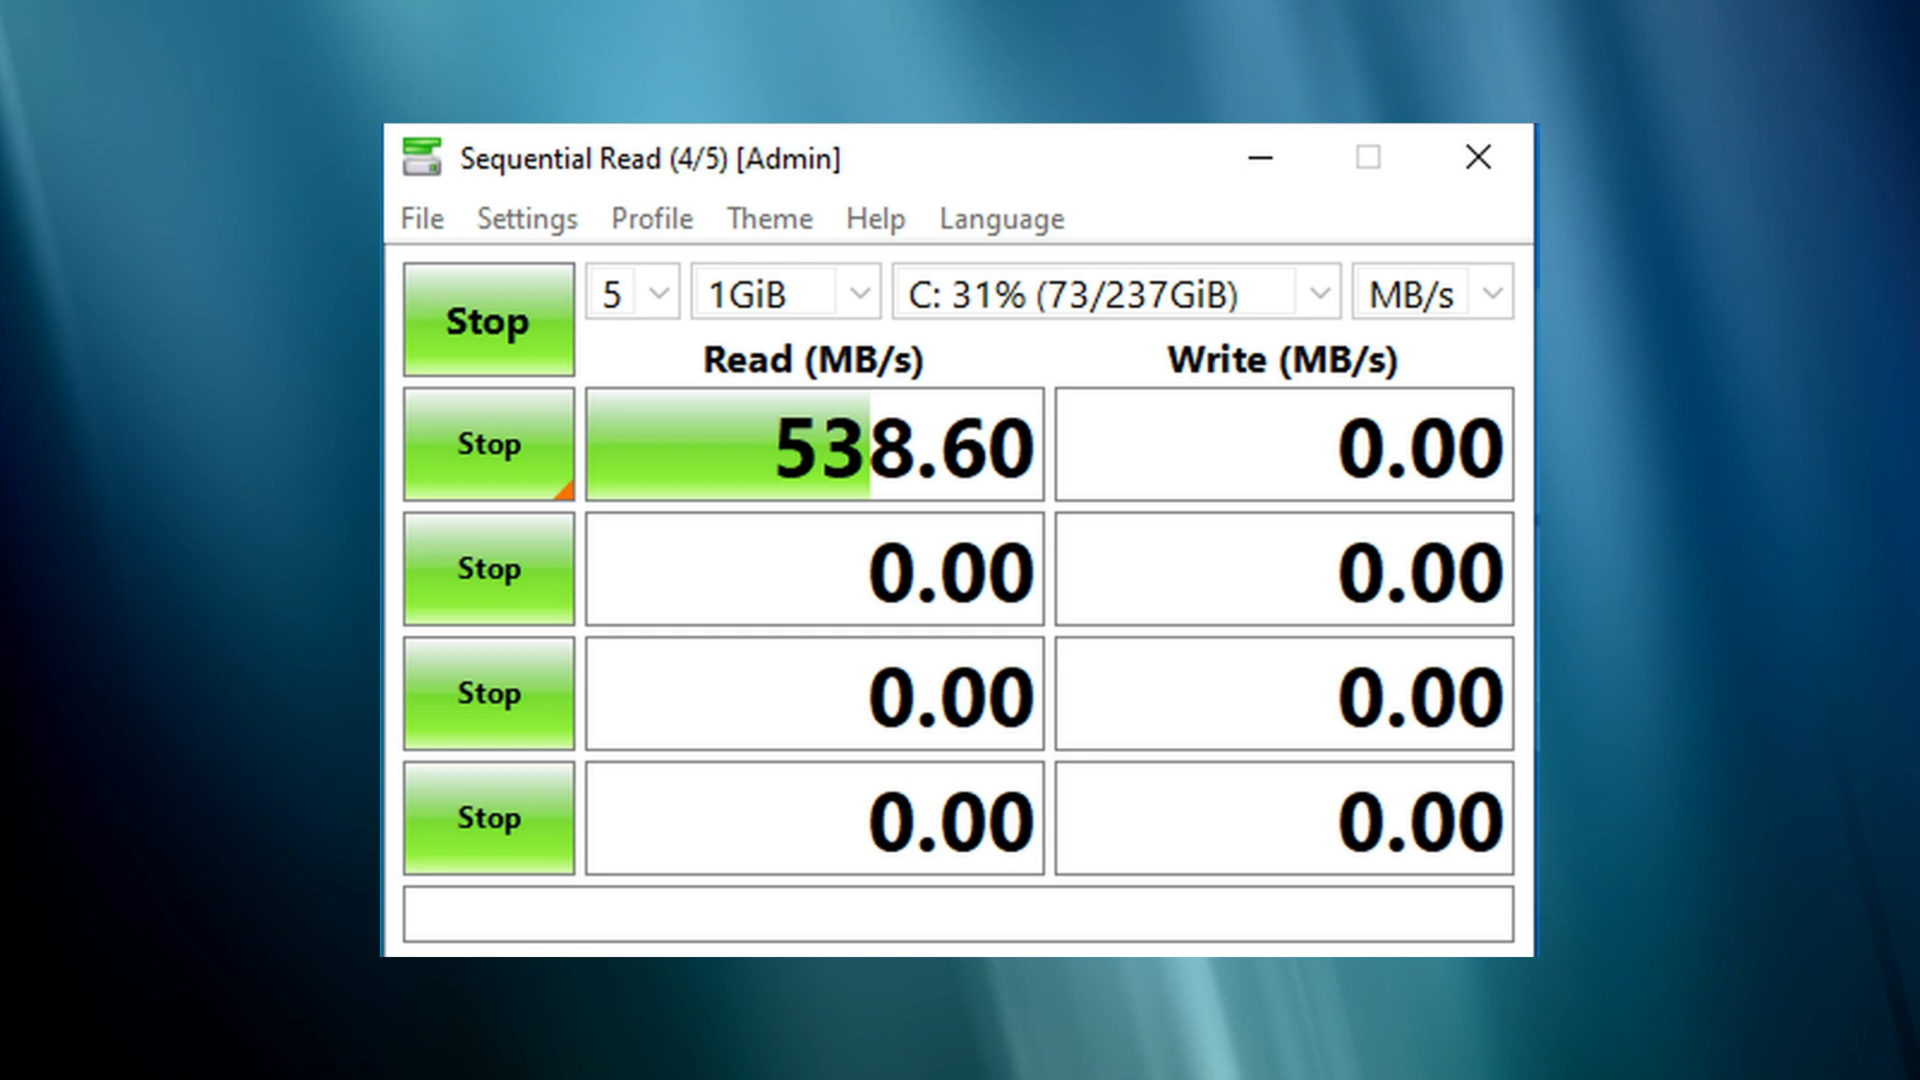 Sequential Read (4/5) [Admin]
File Settings Profile Theme Help Language
Stop 5 1GiB C: 31% (73/237GiB) MB/s
Read (MB/s) Write (MB/s)
Stop 538.60 0.00
Stop 0.00 0.00
Stop 0.00 0.00
Stop 0.00 0.00